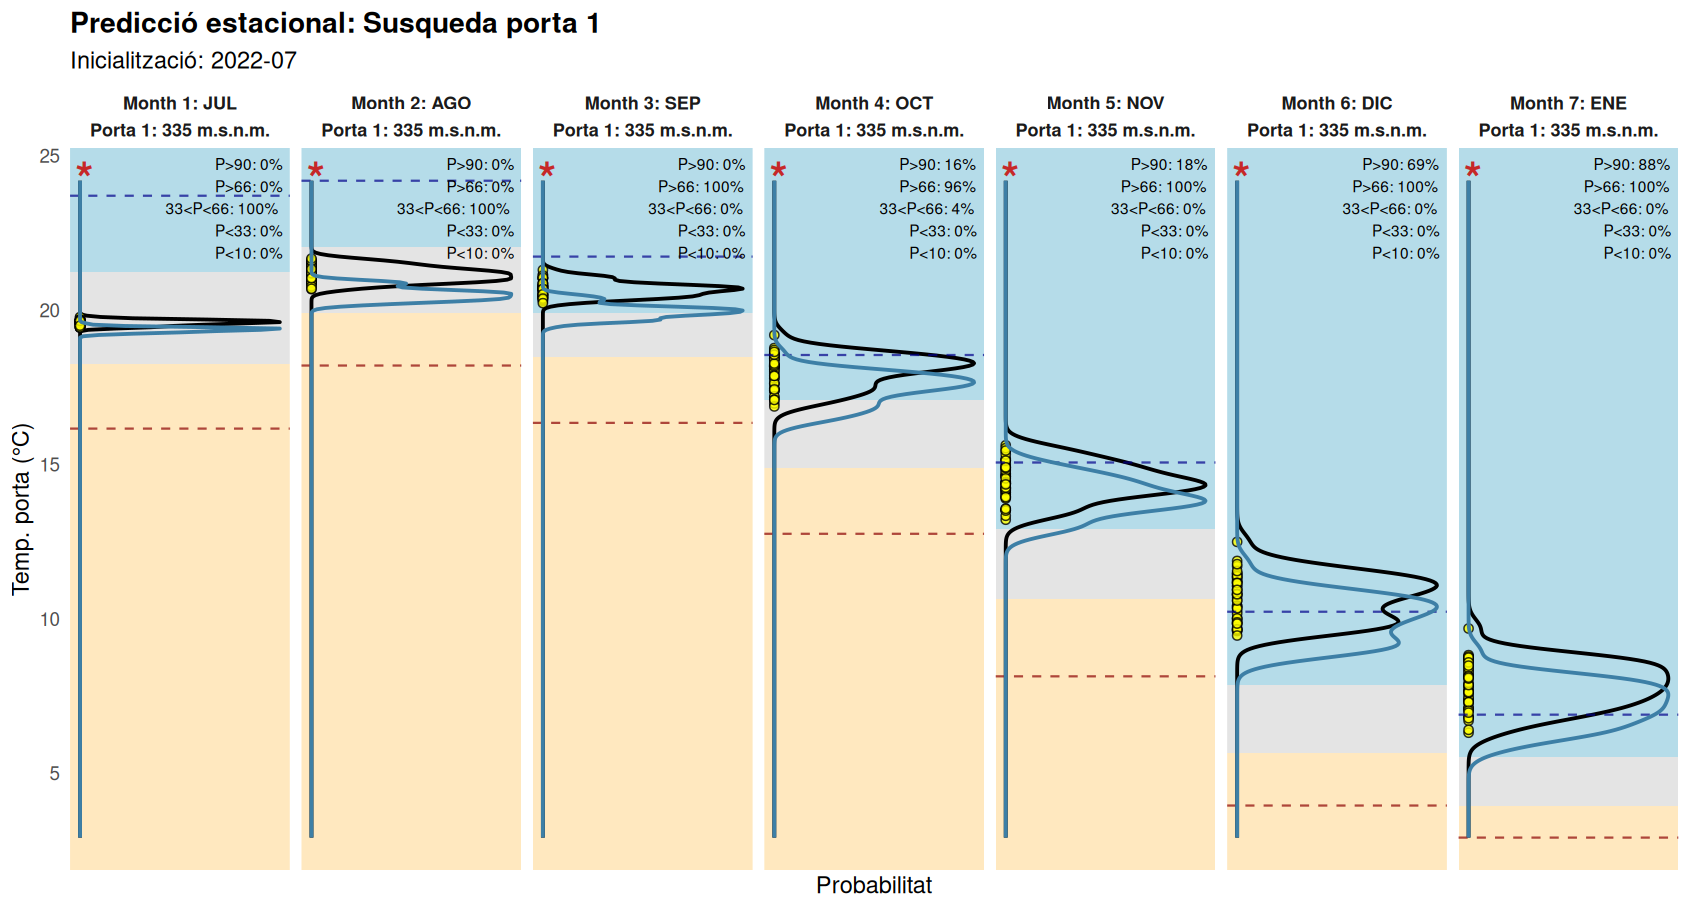 Predicció estacional: Susqueda porta 1
Inicialització: 2022-07
Month 1: JUL
Porta 1: 335 m.s.n.m.
Month 2: AGO
Porta 1: 335 m.s.n.m.
Month 3: SEP
Porta 1: 335 m.s.n.m.
Month 4: OCT
Porta 1: 335 m.s.n.m.
Month 5: NOV
Porta 1: 335 m.s.n.m.
Month 6: DIC
Porta 1: 335 m.s.n.m.
Month 7: ENE
Porta 1: 335 m.s.n.m.
Temp. porta (°C)
25
20
15
10
5
*
P>90: 0%
P>66: 0%
33<P<66: 100%
P<33: 0%
P<10: 0%
*
P>90: 0%
P>66: 0%
33<P<66: 100%
P<33: 0%
P<10: 0%
*
P>90: 0%
P>66: 100%
33<P<66: 0%
P<33: 0%
P<10: 0%
*
P>90: 16%
P>66: 96%
33<P<66: 4%
P<33: 0%
P<10: 0%
*
P>90: 18%
P>66: 100%
33<P<66: 0%
P<33: 0%
P<10: 0%
*
P>90: 69%
P>66: 100%
33<P<66: 0%
P<33: 0%
P<10: 0%
*
P>90: 88%
P>66: 100%
33<P<66: 0%
P<33: 0%
P<10: 0%
Probabilitat